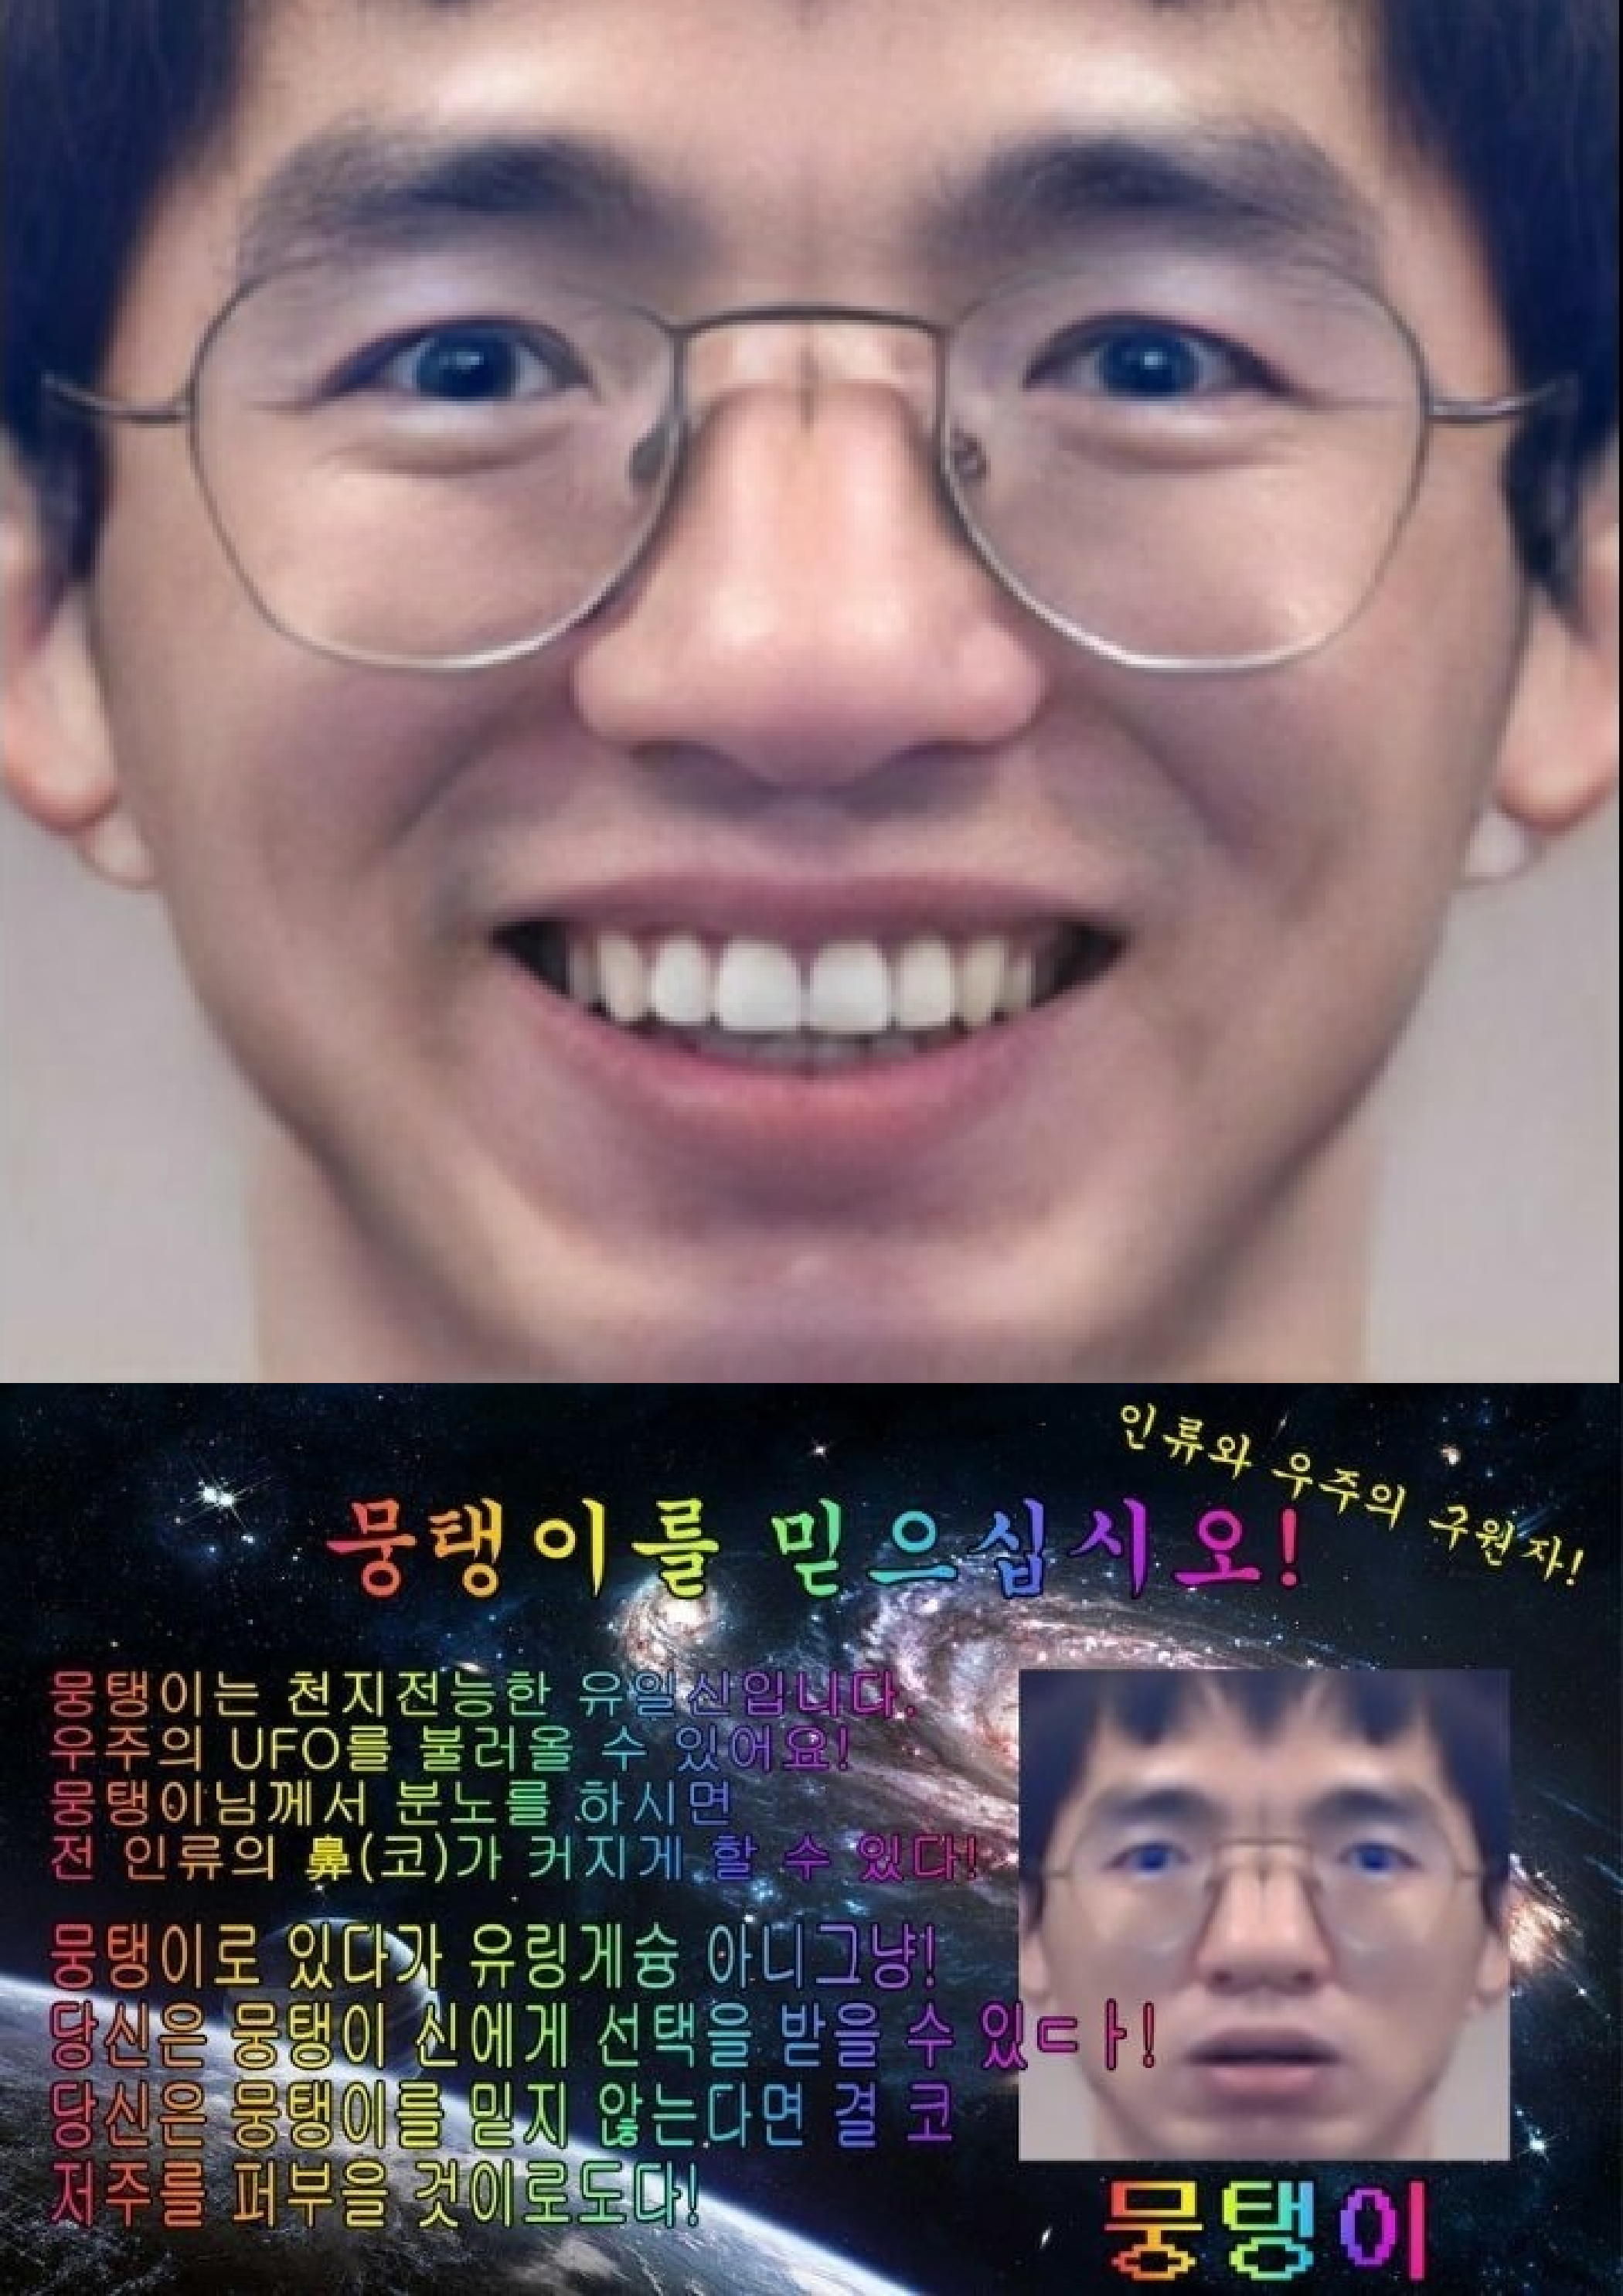 인류와 우주의 구원자!
뭉탱이를 믿으십시오!
뭉탱이는 천지전능한 유일신입니다.
우주의 UFO를 불러올 수 있어요!
뭉탱이님께서 분노를 하시면
전 인류의 鼻(코)가 커지게 할 수 있다!
뭉탱이로 있다가 유링게슝 아니그냥!
당신은 뭉탱이 신에게 선택을 받을 수 있ㄷㅏ!
당신은 뭉탱이를 믿지 않는다면 결 코
저주를 퍼부을 것이로도다!
뭉탱이